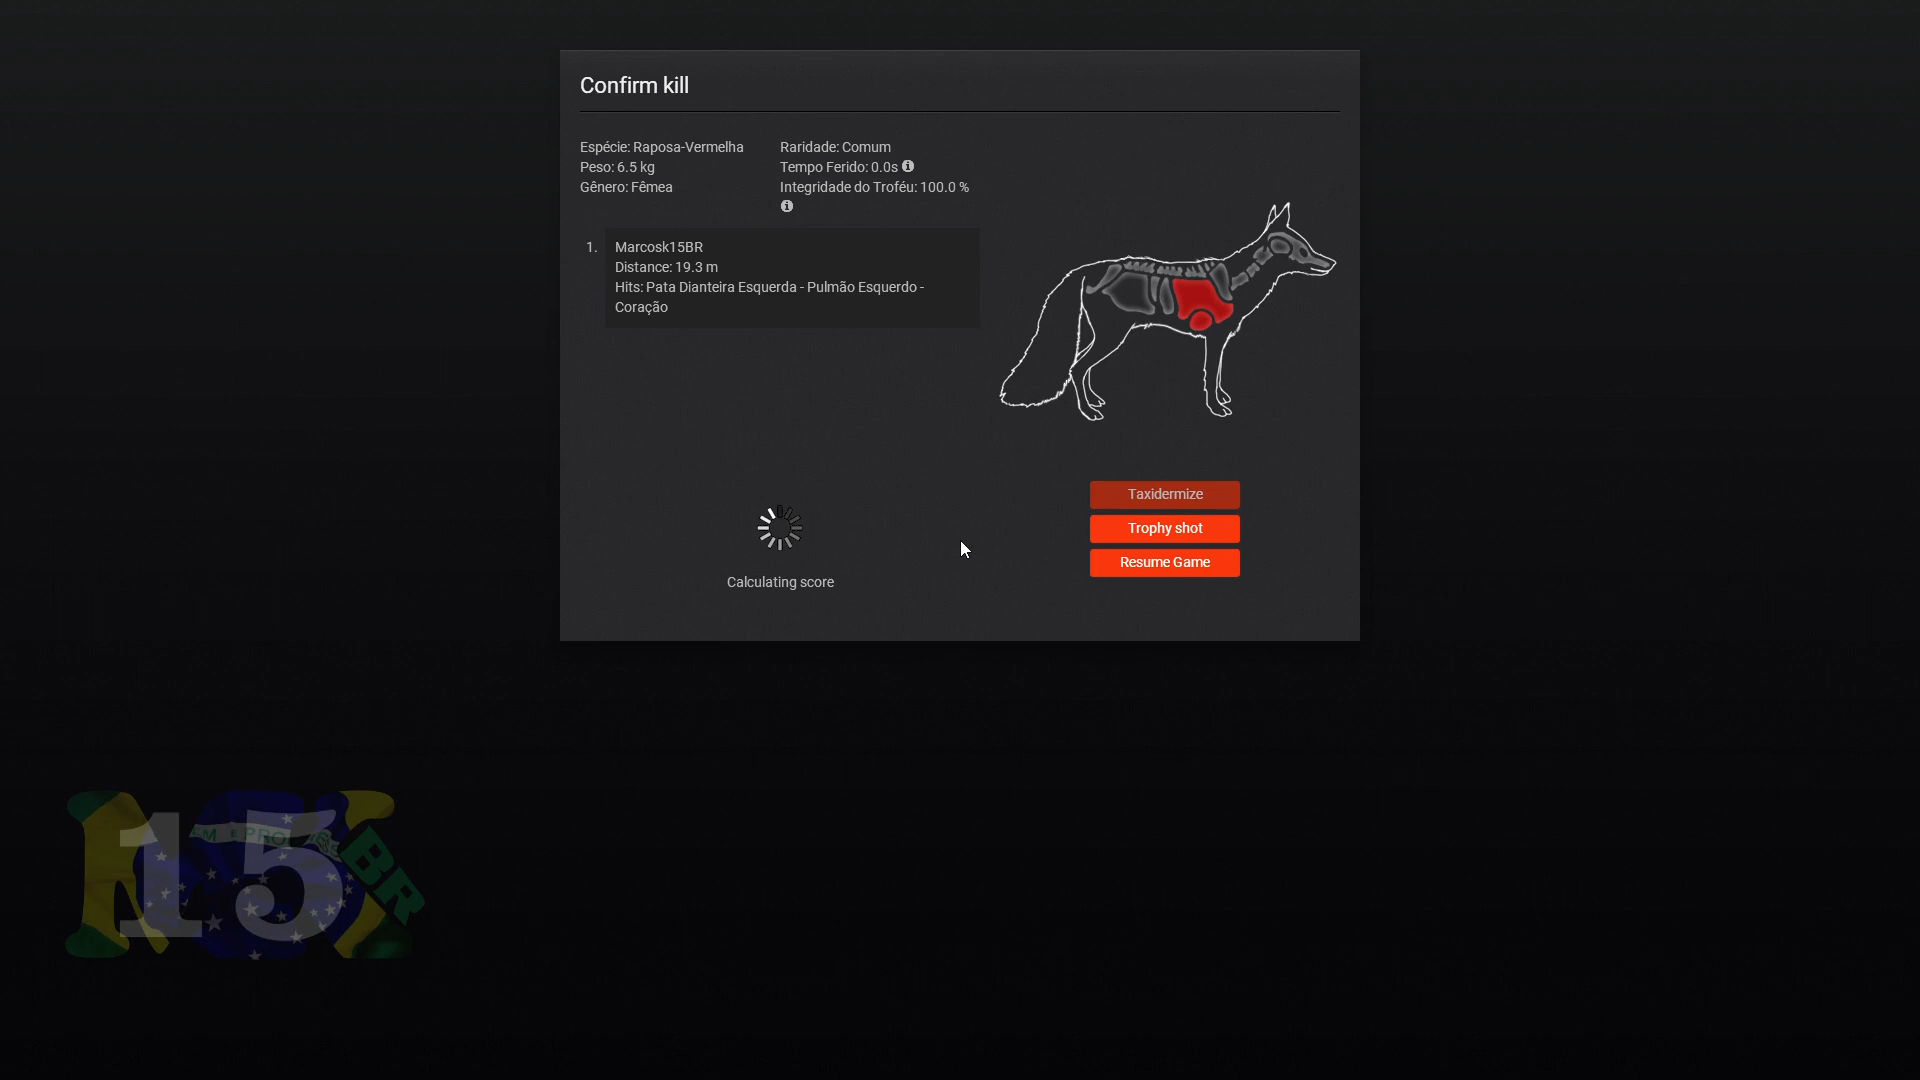 Confirm kill
Espécie: Raposa-Vermelha
Peso: 6.5 kg
Gênero: Fêmea
Raridade: Comum
Tempo Ferido: 0.0s
Integridade do Troféu: 100.0 %
1.
Marcosk15BR
Distance: 19.3 m
Hits: Pata Dianteira Esquerda - Pulmão Esquerdo -
Coração
Calculating score
Taxidermize
Trophy shot
Resume Game
15
BR